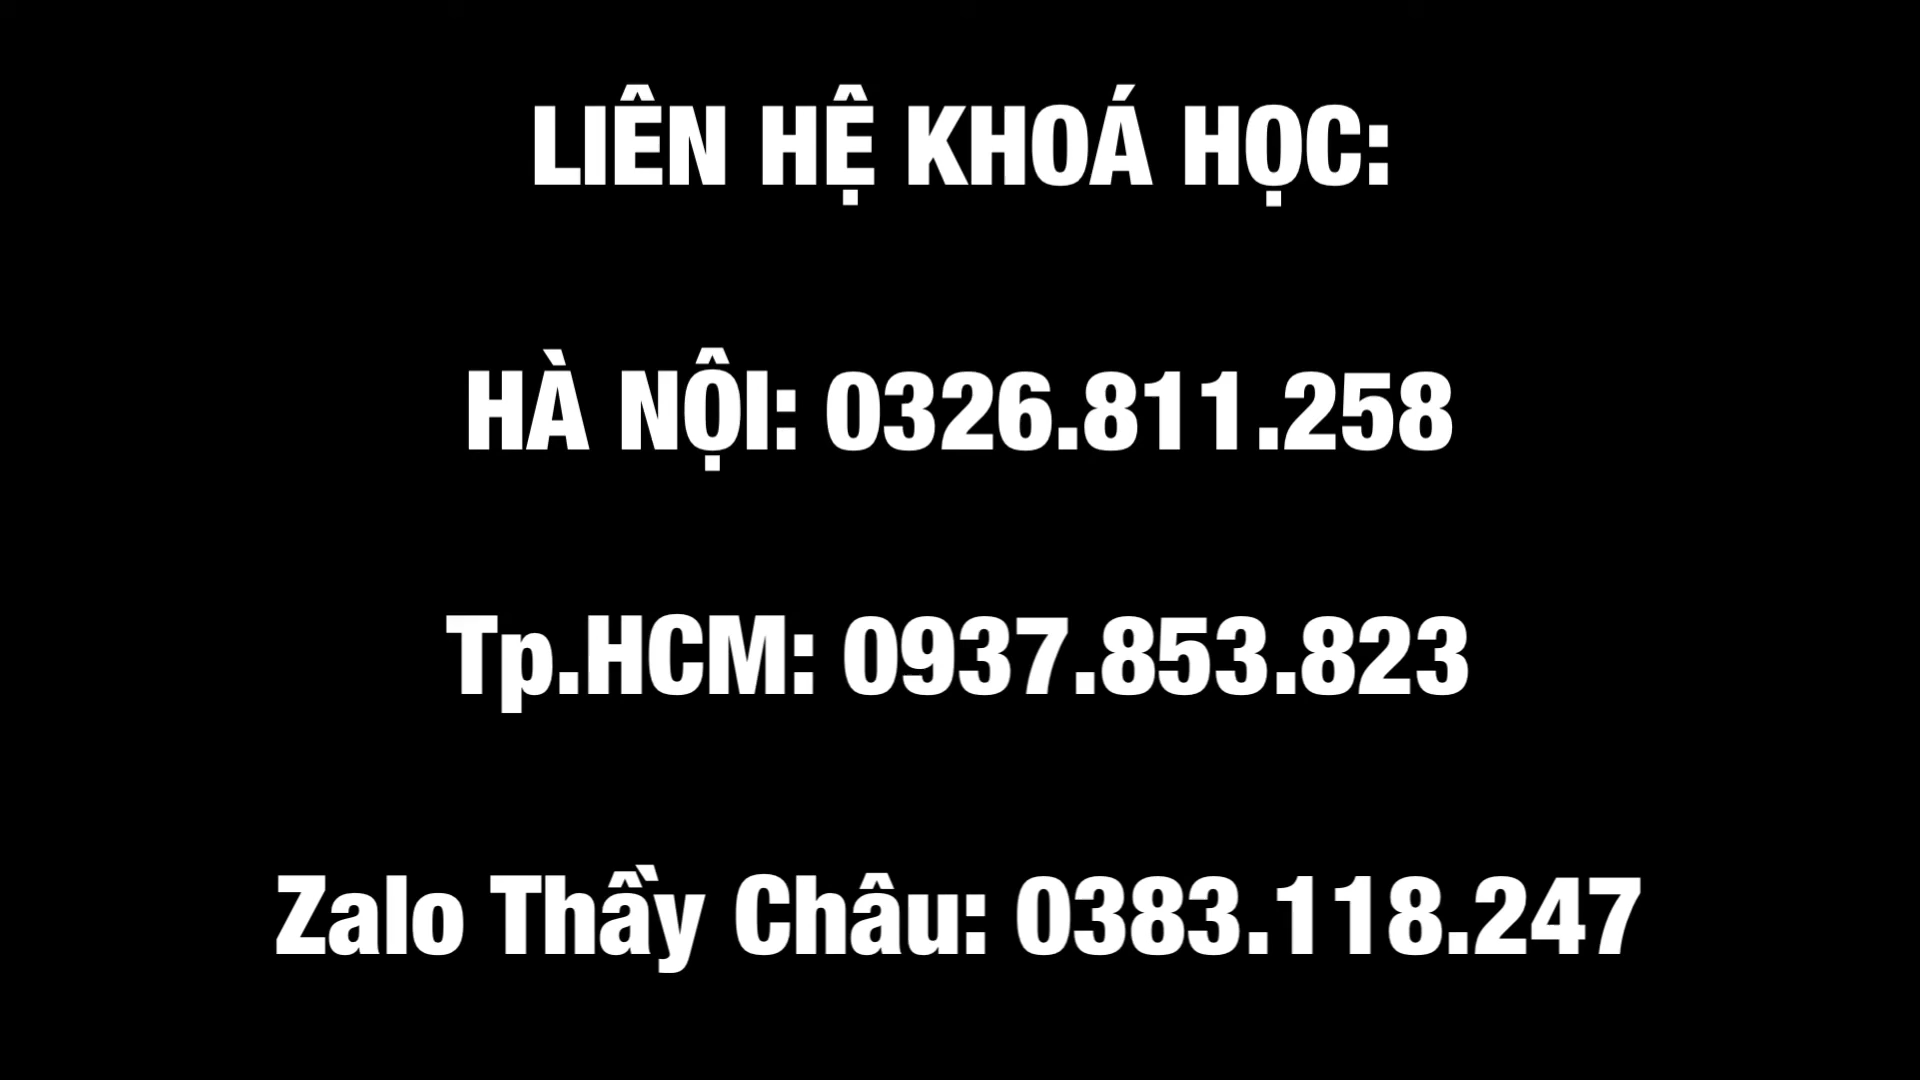 LIÊN HỆ KHOÁ HỌC:
HÀ NỘI: 0326.811.258
Tp.HCM: 0937.853.823
Zalo Thầy Châu: 0383.118.247